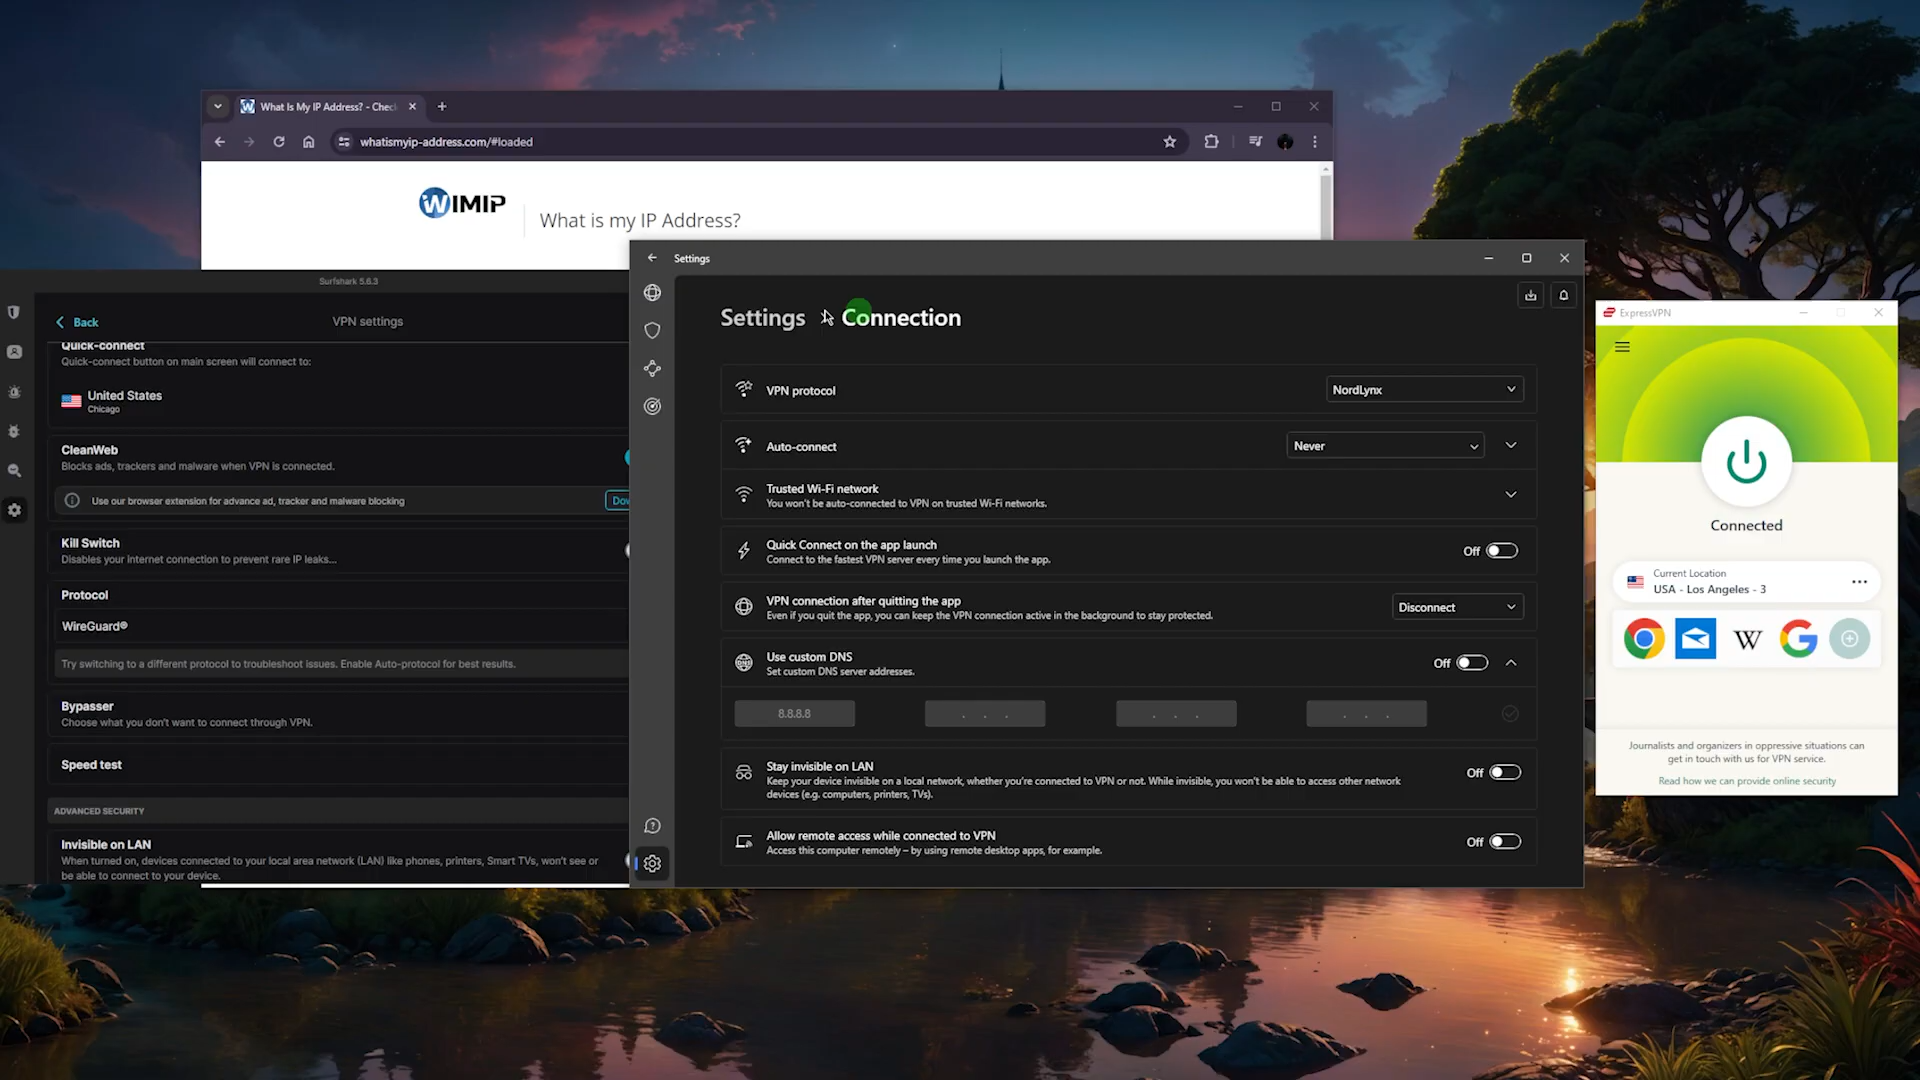 What Is My IP Address? - Chec
whatismyip-address.com/#loaded
WIMIP
What is my IP Address?
Surfshark 5.6.3
Back
VPN settings
Quick-connect
Quick-connect button on main screen will connect to:
United States
Chicago
CleanWeb
Blocks ads, trackers and malware when VPN is connected.
Use our browser extension for advance ad, tracker and malware blocking
Dow
Kill Switch
Disables your internet connection to prevent rare IP leaks...
Protocol
WireGuard®
Try switching to a different protocol to troubleshoot issues. Enable Auto-protocol for best results.
Bypasser
Choose what you don't want to connect through VPN.
Speed test
ADVANCED SECURITY
Invisible on LAN
When turned on, devices connected to your local area network (LAN) like phones, printers, Smart TVs, won't see or
be able to connect to your device.
Settings
Settings Connection
VPN protocol
NordLynx
Auto-connect
Never
Trusted Wi-Fi network
You won't be auto-connected to VPN on trusted Wi-Fi networks.
Quick Connect on the app launch
Connect to the fastest VPN server every time you launch the app.
Off
VPN connection after quitting the app
Even if you quit the app, you can keep the VPN connection active in the background to stay protected.
Disconnect
DNS
Use custom DNS
Set custom DNS server addresses.
Off
8.8.8.8
. . .
. . .
. . .
Stay invisible on LAN
Keep your device invisible on a local network, whether you're connected to VPN or not. While invisible, you won't be able to access other network
devices (e.g. computers, printers, TVs).
Off
Allow remote access while connected to VPN
Access this computer remotely – by using remote desktop apps, for example.
Off
ExpressVPN
Connected
Current Location
USA - Los Angeles - 3
W
G
Journalists and organizers in oppressive situations can
get in touch with us for VPN service.
Read how we can provide online security